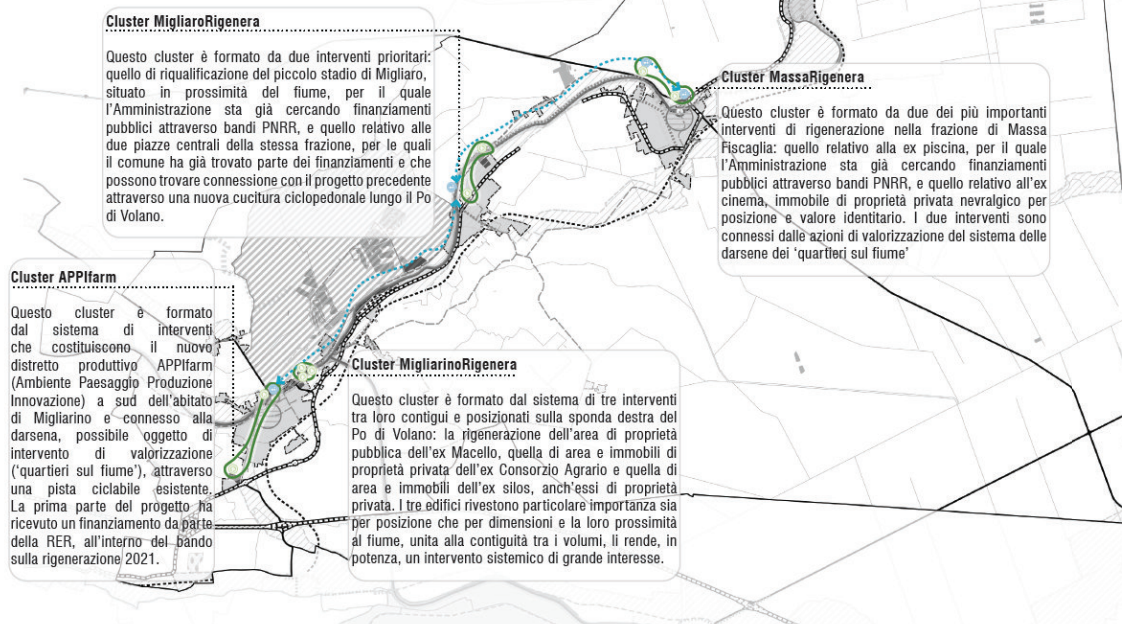 Cluster MigliaroRigenera
Questo cluster è formato da due interventi prioritari:
quello di riqualificazione del piccolo stadio di Migliaro,
situato in prossimità del fiume, per il quale
l'Amministrazione sta già cercando finanziamenti
pubblici attraverso bandi PNRR, e quello relativo alle
due piazze centrali della stessa frazione, per le quali
il comune ha già trovato parte dei finanziamenti e che
possono trovare connessione con il progetto precedente
attraverso una nuova cucitura ciclopedonale lungo il Po
di Volano.
Cluster MassaRigenera
Questo cluster è formato da due dei più importanti
interventi di rigenerazione nella frazione di Massa
Fiscaglia: quello relativo alla ex piscina, per il quale
l'Amministrazione sta già cercando finanziamenti
pubblici attraverso bandi PNRR, e quello relativo all'ex
cinema, immobile di proprietà privata nevralgico per
posizione e valore identitario. I due interventi sono
connessi dalle azioni di valorizzazione del sistema delle
darsene dei 'quartieri sul fiume'
Cluster APPIfarm
Questo cluster è formato
dal sistema di interventi
che costituiscono il nuovo
distretto produttivo APPIfarm
(Ambiente Paesaggio Produzione
Innovazione) a sud dell'abitato
di Migliarino e connesso alla
darsena, possibile oggetto di
intervento di valorizzazione
('quartieri sul fiume'), attraverso
una pista ciclabile esistente.
La prima parte del progetto ha
ricevuto un finanziamento da parte
della RER, all'interno del bando
sulla rigenerazione 2021.
Cluster MigliarinoRigenera
Questo cluster è formato dal sistema di tre interventi
tra loro contigui e posizionati sulla sponda destra del
Po di Volano: la rigenerazione dell'area di proprietà
pubblica dell'ex Macello, quella di area e immobili di
proprietà privata dell'ex Consorzio Agrario e quella di
area e immobili dell'ex silos, anch'essi di proprietà
privata. I tre edifici rivestono particolare importanza sia
per posizione che per dimensioni e la loro prossimità
al fiume, unita alla contiguità tra i volumi, li rende, in
potenza, un intervento sistemico di grande interesse.